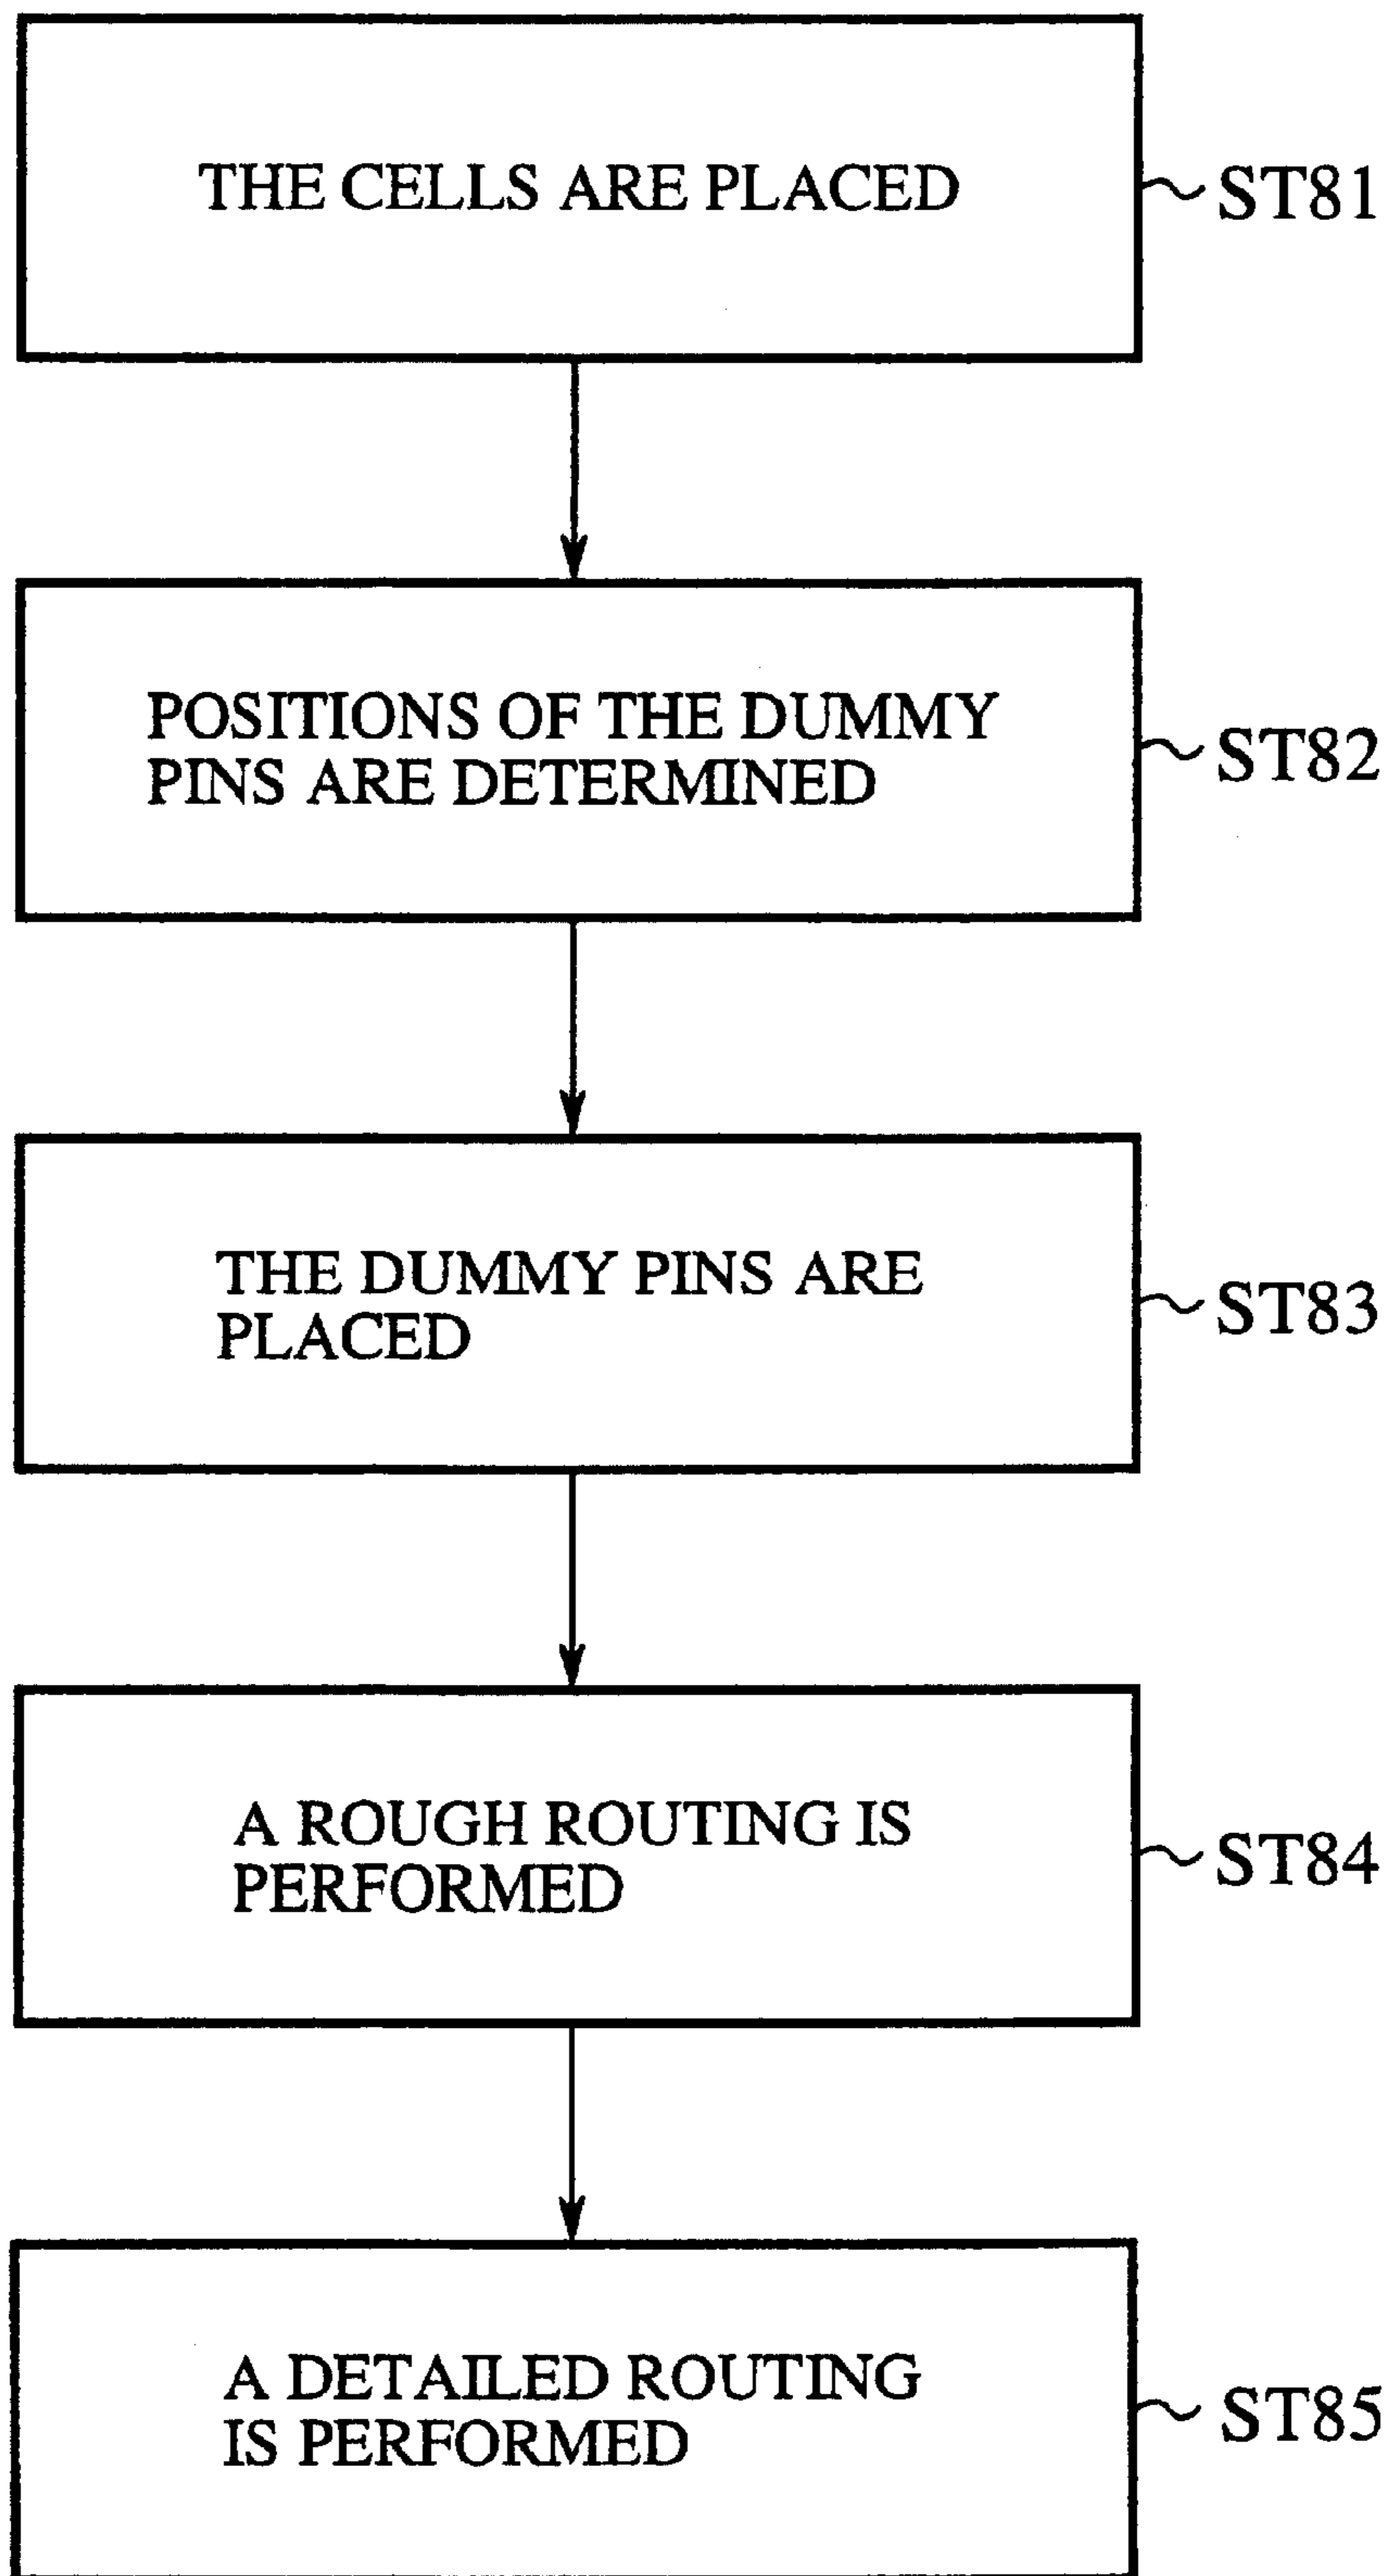 THE CELLS ARE PLACED
ST81
POSITIONS OF THE DUMMY
PINS ARE DETERMINED
ST82
THE DUMMY PINS ARE
PLACED
ST83
A ROUGH ROUTING IS
PERFORMED
ST84
A DETAILED ROUTING
IS PERFORMED
ST85